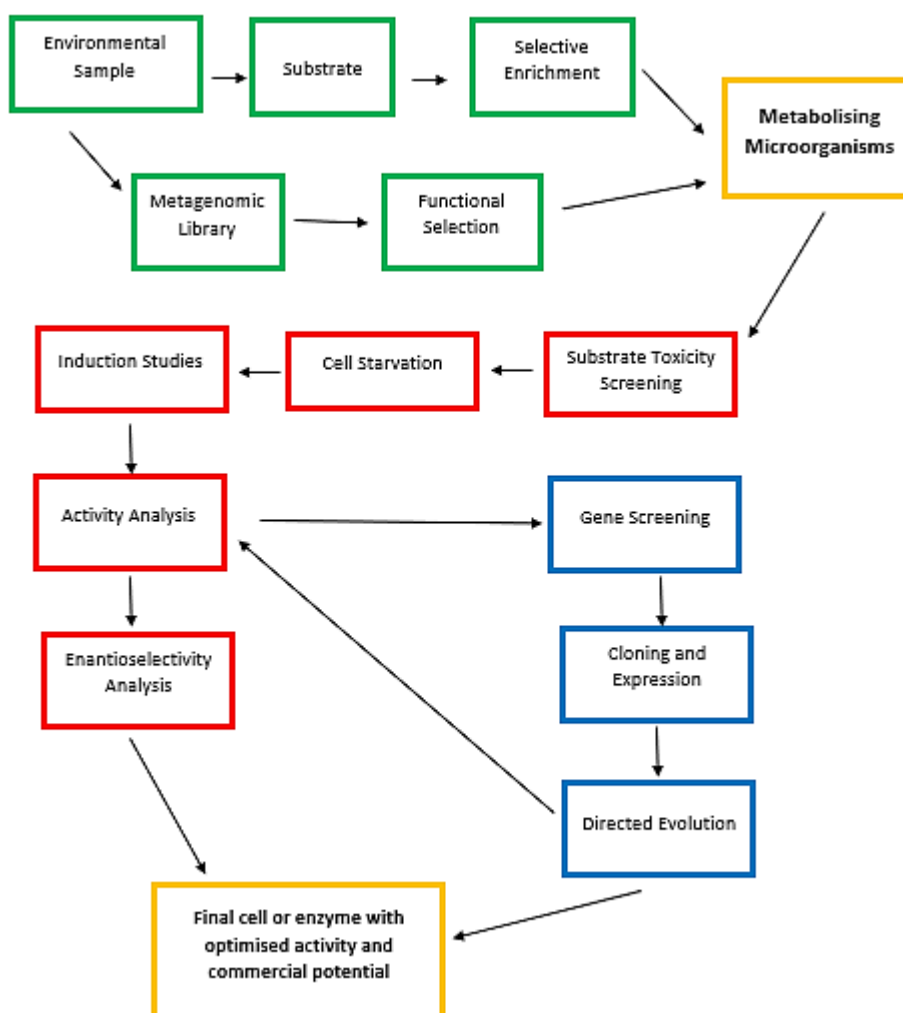 Environmental
Sample
Substrate
Selective
Enrichment
Metabolising
Microorganisms
Metagenomic
Library
Functional
Selection
Induction Studies
Cell Starvation
Substrate Toxicity
Screening
Activity Analysis
Gene Screening
Enantioselectivity
Analysis
Cloning and
Expression
Directed Evolution
Final cell or enzyme with
optimised activity and
commercial potential